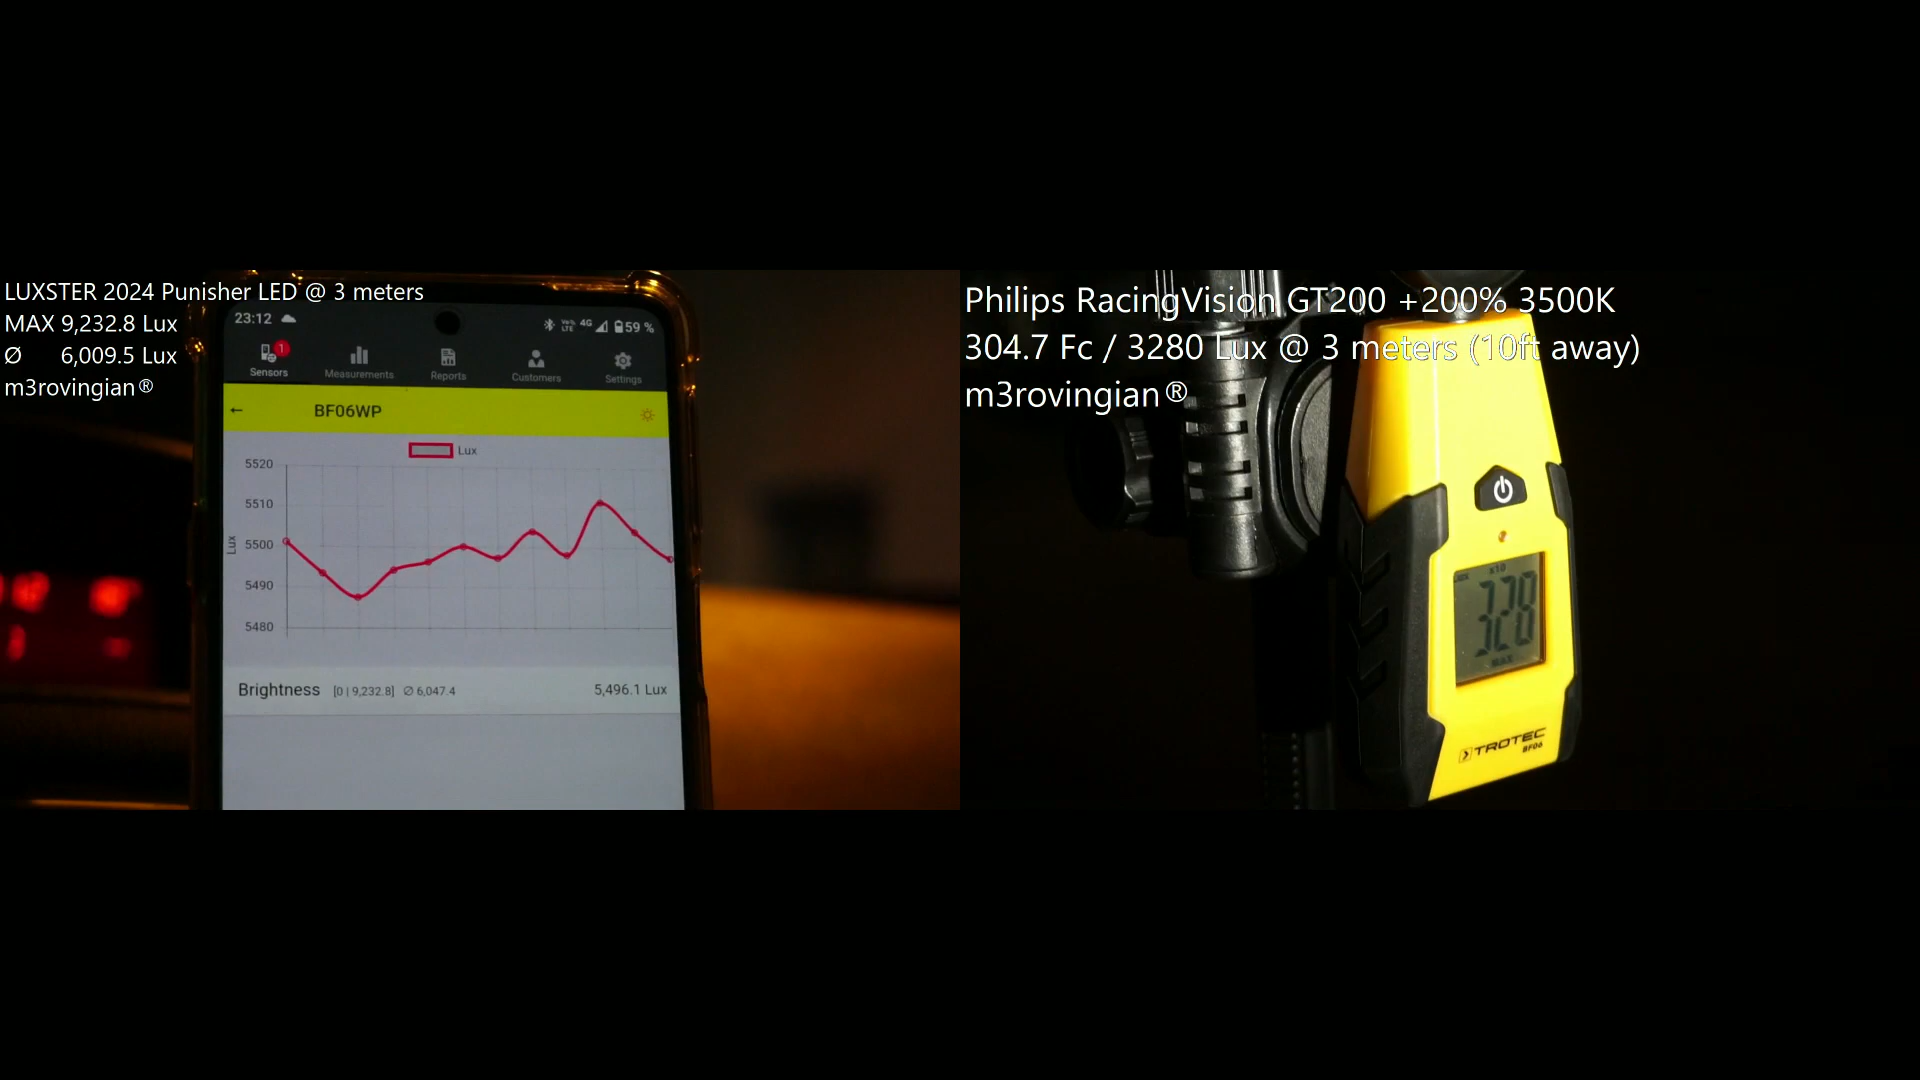 LUXSTER 2024 Punisher LED @ 3 meters
MAX 9,232.8 Lux
Ø 6,009.5 Lux
m3rovingian®
23:12
4G 59 %
1
Sensors Measurements Reports Customers Settings
← BF06WP
Lux
5520
5510
5500
5490
5480
Lux
Brightness [0 | 9,232.8] Ø 6,047.4 5,496.1 Lux
Philips RacingVision GT200 +200% 3500K
304.7 Fc / 3280 Lux @ 3 meters (10ft away)
m3rovingian®
LUX x10
MAX
TROTEC
BF06